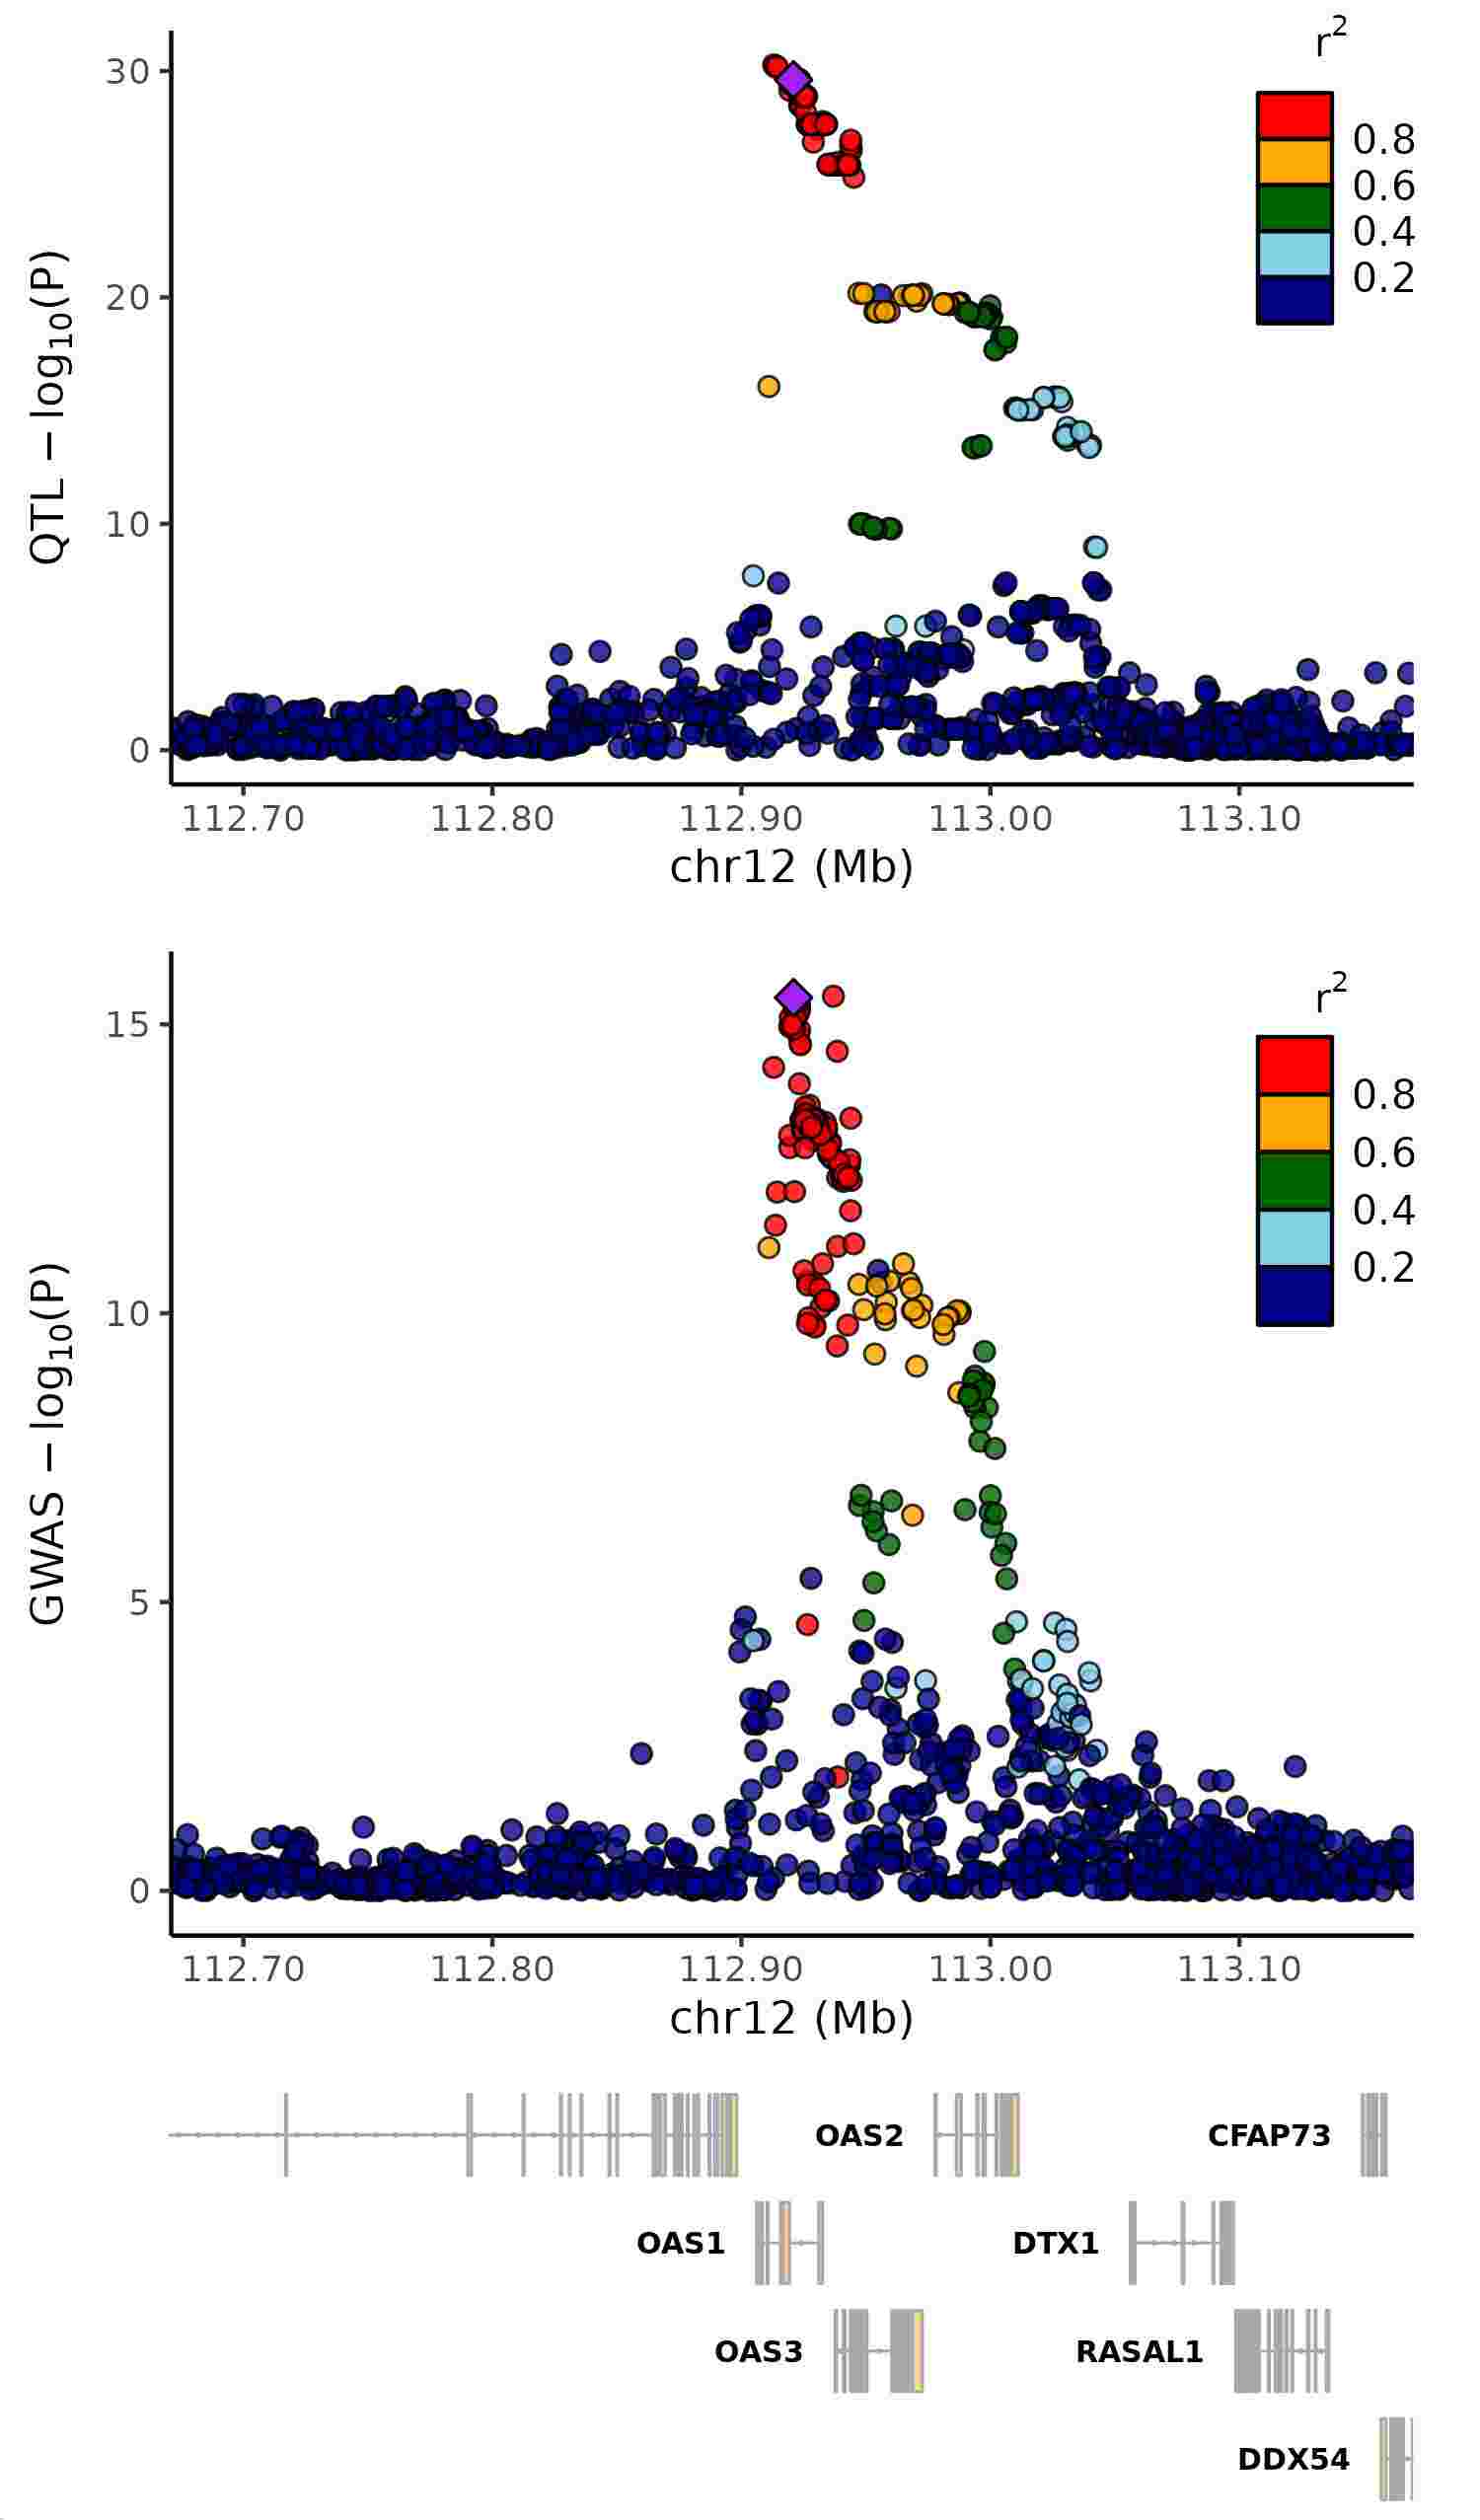 r²
30
20
10
0
QTL − log₁₀(P)
0.8
0.6
0.4
0.2
112.70 112.80 112.90 113.00 113.10
chr12 (Mb)
r²
15
10
5
0
GWAS − log₁₀(P)
0.8
0.6
0.4
0.2
112.70 112.80 112.90 113.00 113.10
chr12 (Mb)
OAS2 CFAP73
OAS1 DTX1
OAS3 RASAL1
DDX54